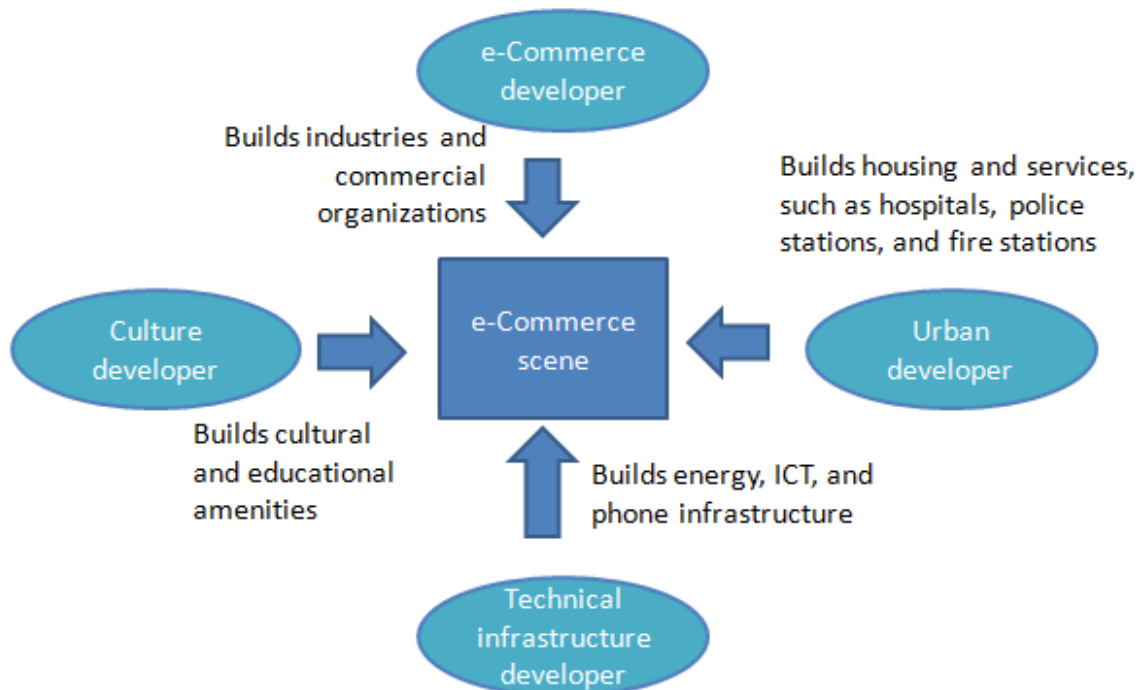 e-Commerce
developer
Builds industries and
commercial
organizations
Builds housing and services,
such as hospitals, police
stations, and fire stations
Culture
developer
e-Commerce
scene
Urban
developer
Builds cultural
and educational
amenities
Builds energy, ICT, and
phone infrastructure
Technical
infrastructure
developer